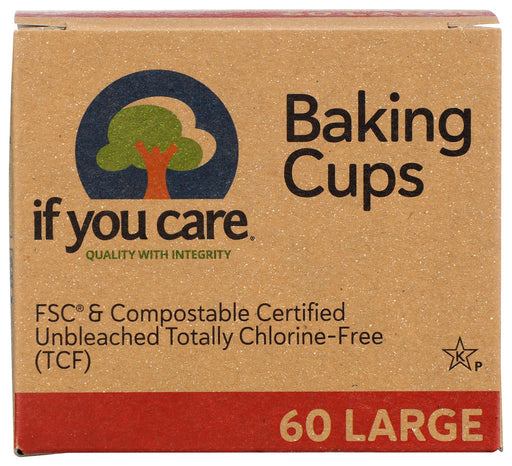 Baking
Cups
if you care®
QUALITY WITH INTEGRITY
FSC® & Compostable Certified
Unbleached Totally Chlorine-Free
(TCF)
K
P
60 LARGE